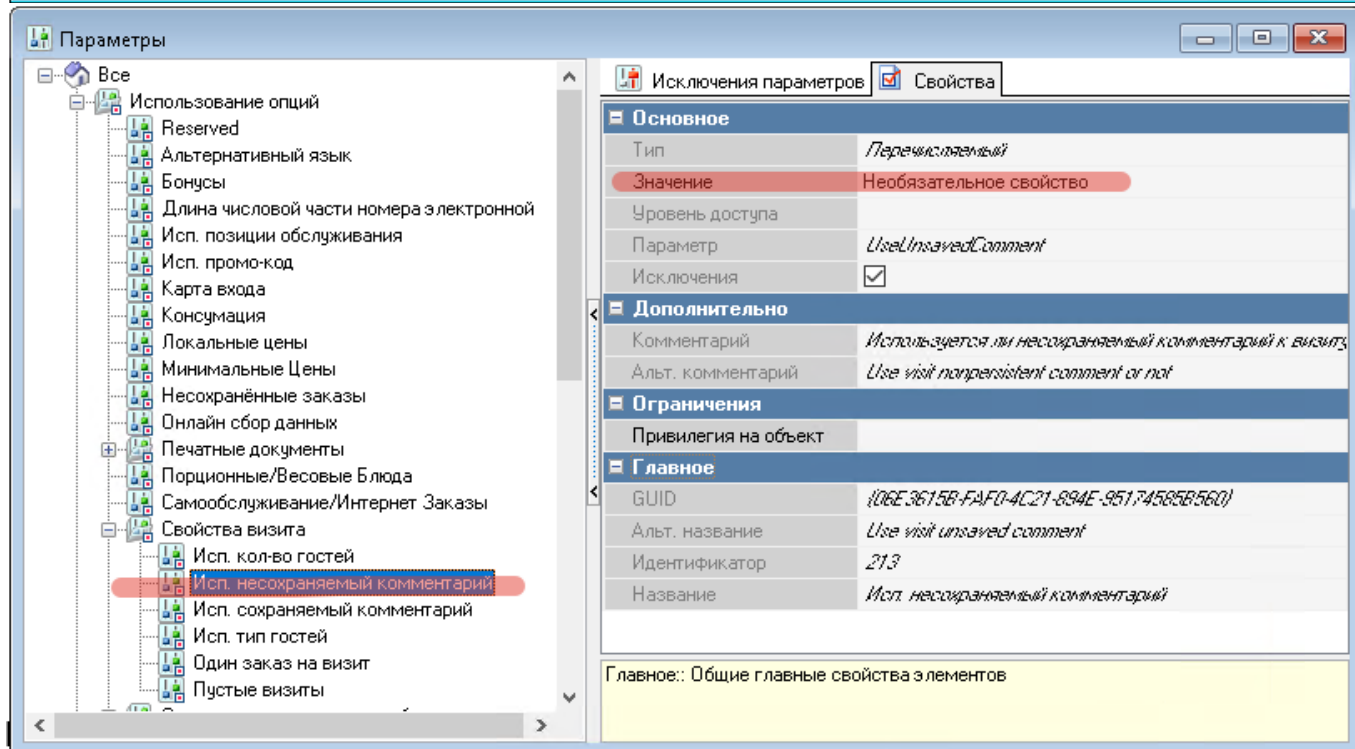 Параметры
Все
Использование опций
Reserved
Альтернативный язык
Бонусы
Длина числовой части номера электронной
Исп. позиции обслуживания
Исп. промо-код
Карта входа
Консумация
Локальные цены
Минимальные Цены
Несохранённые заказы
Онлайн сбор данных
Печатные документы
Порционные/Весовые Блюда
Самообслуживание/Интернет Заказы
Свойства визита
Исп. кол-во гостей
Исп. несохраняемый комментарий
Исп. сохраняемый комментарий
Исп. тип гостей
Один заказ на визит
Пустые визиты
Исключения параметров Свойства
Основное
Тип Перечисляемый
Значение Необязательное свойство
Уровень доступа
Параметр UseUnsavedComment
Исключения
Дополнительно
Комментарий Используется ли несохраняемый комментарий к визиту
Альт. комментарий Use visit nonpersistent comment or not
Ограничения
Привилегия на объект
Главное
GUID {06E3615B-FAF0-4C21-894E-95174585B560}
Альт. название Use visit unsaved comment
Идентификатор 213
Название Исп. несохраняемый комментарий
Главное:: Общие главные свойства элементов